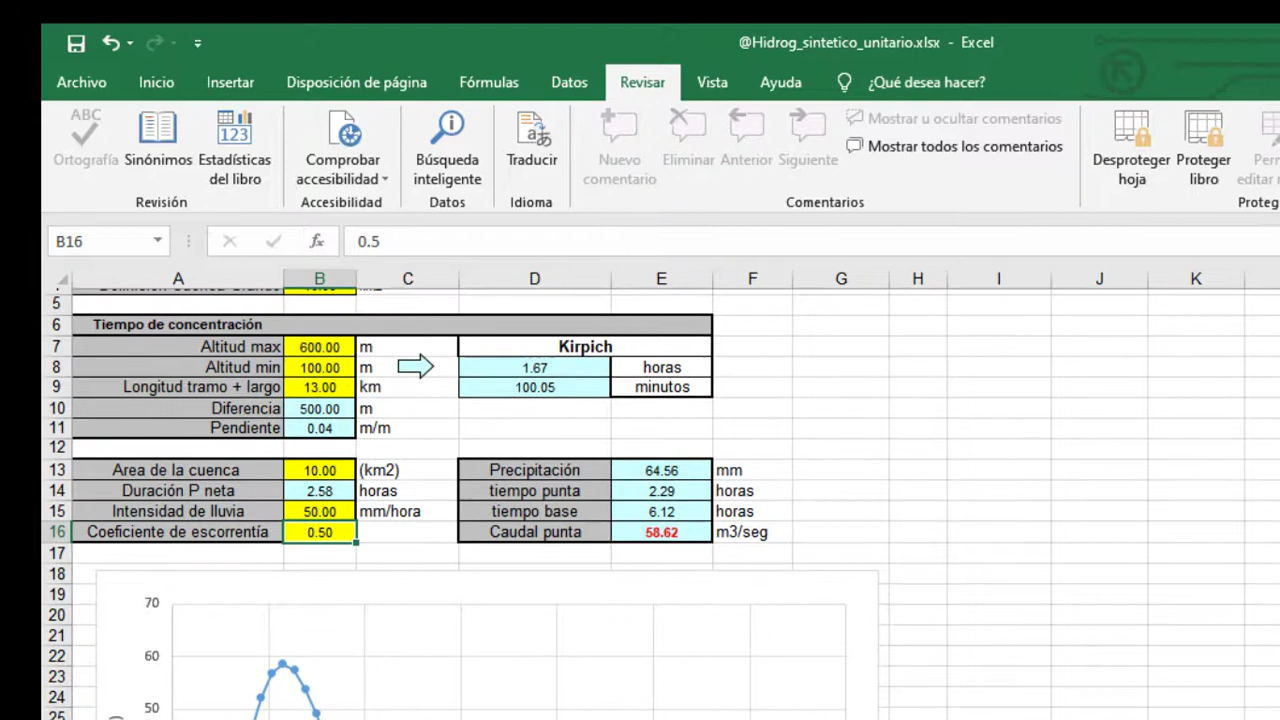 @Hidrog_sintetico_unitario.xlsx - Excel
Archivo Inicio Insertar Disposición de página Fórmulas Datos Revisar Vista Ayuda ¿Qué desea hacer?
ABC
123
Ortografía Sinónimos Estadísticas del libro
Revisión
Comprobar accesibilidad
Accesibilidad
Búsqueda inteligente
Datos
Traducir
Idioma
Nuevo comentario Eliminar Anterior Siguiente
Mostrar u ocultar comentarios
Mostrar todos los comentarios
Comentarios
Desproteger hoja
Proteger libro
B16 fx 0.5
A B C D E F G H I J K
5
6 Tiempo de concentración
7 Altitud max 600.00 m Kirpich
8 Altitud min 100.00 m 1.67 horas
9 Longitud tramo + largo 13.00 km 100.05 minutos
10 Diferencia 500.00 m
11 Pendiente 0.04 m/m
12
13 Area de la cuenca 10.00 (km2) Precipitación 64.56 mm
14 Duración P neta 2.58 horas tiempo punta 2.29 horas
15 Intensidad de lluvia 50.00 mm/hora tiempo base 6.12 horas
16 Coeficiente de escorrentía 0.50 Caudal punta 58.62 m3/seg
17
18
19 70
20
21
22 60
23
24
25 50